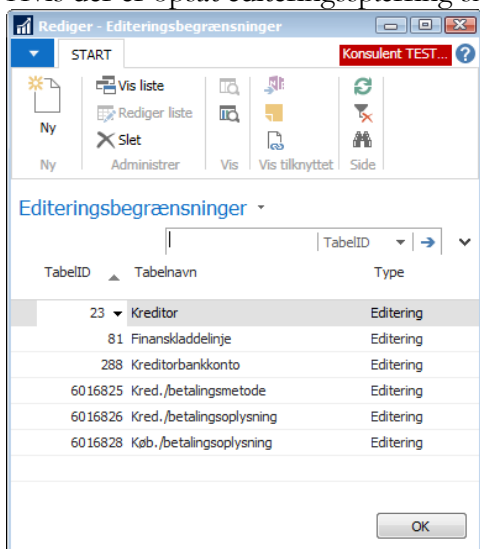 Rediger - Editeringsbegrænsninger
START
Konsulent TEST...
Ny
Vis liste
Rediger liste
Slet
Ny
Administrer
Vis
Vis tilknyttet
Side
Editeringsbegrænsninger
TabelID
TabelID Tabelnavn Type
23 Kreditor Editering
81 Finanskladdelinje Editering
288 Kreditorbankkonto Editering
6016825 Kred./betalingsmetode Editering
6016826 Kred./betalingsoplysning Editering
6016828 Køb./betalingsoplysning Editering
OK